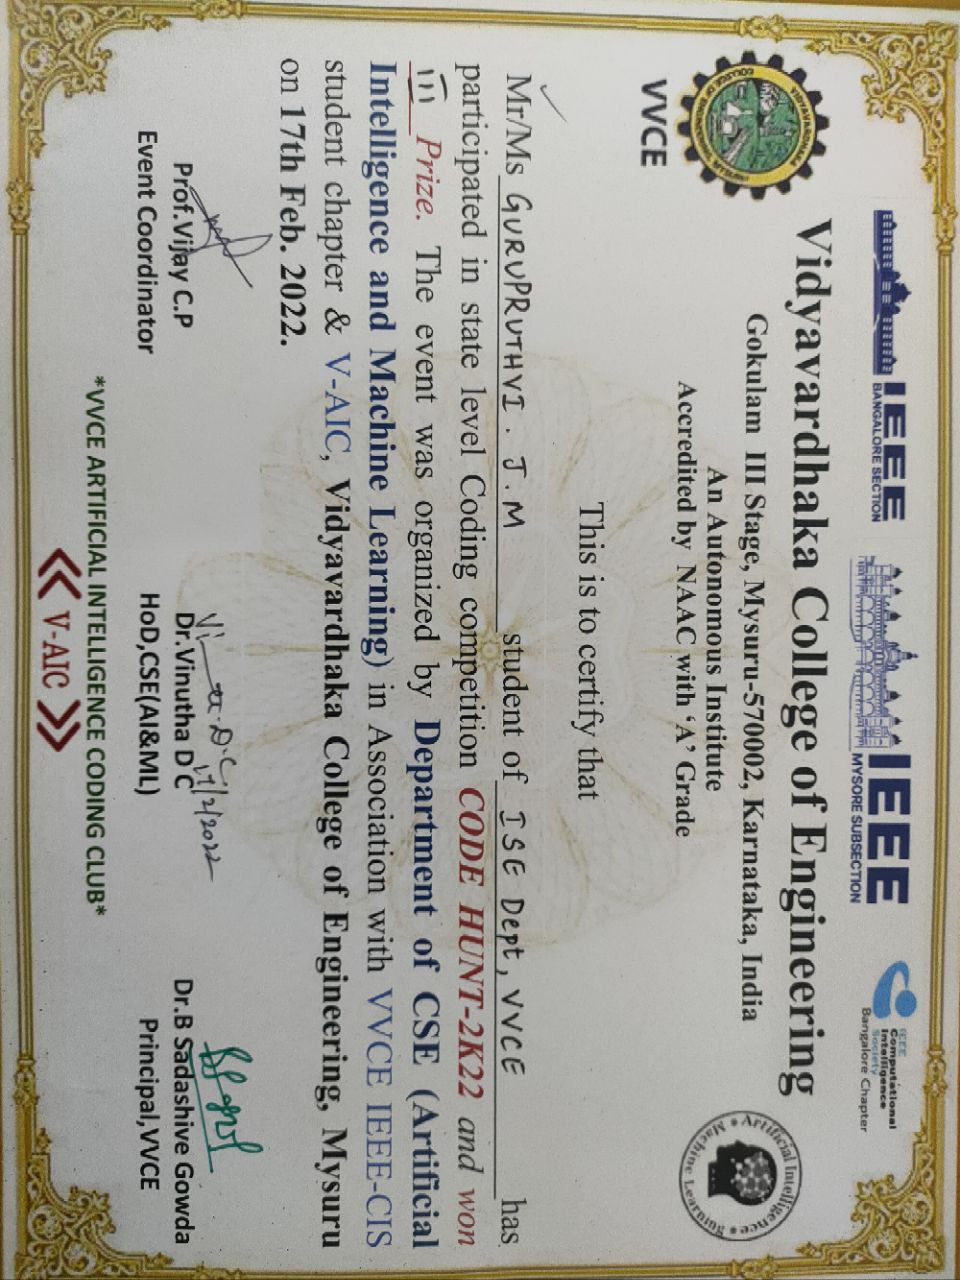 IEEE
BANGALORE SECTION
IEEE
MYSORE SUBSECTION
IEEE
Computational
Intelligence
Society
Bangalore Chapter
Vidyavardhaka College of Engineering
Gokulam III Stage, Mysuru-570002, Karnataka, India
An Autonomous Institute
Accredited by NAAC with ‘A’ Grade
VIDYAVARDHAKA
COLLEGE OF ENGINEERING
VVCE
Artificial Intelligence
Machine Learning
This is to certify that
Mr/Ms GURUPRUTHVI . J.M student of ISE Dept, VVCE has
participated in state level Coding competition CODE HUNT-2K22 and won
III Prize. The event was organized by Department of CSE (Artificial
Intelligence and Machine Learning) in Association with VVCE IEEE-CIS
student chapter & V-AIC, Vidyavardhaka College of Engineering, Mysuru
on 17th Feb. 2022.
17/2/2022
Prof.Vijay C.P
Event Coordinator
Dr.Vinutha D C
HoD,CSE(AI&ML)
Dr.B Sadashive Gowda
Principal,VVCE
*VVCE ARTIFICIAL INTELLIGENCE CODING CLUB*
« V-AIC »